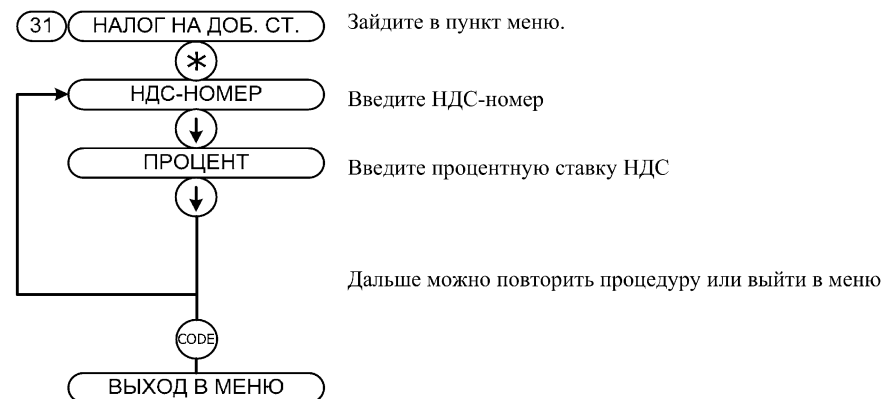 31 НАЛОГ НА ДОБ. СТ. Зайдите в пункт меню.
*
НДС-НОМЕР Введите НДС-номер
↓
ПРОЦЕНТ Введите процентную ставку НДС
↓
Дальше можно повторить процедуру или выйти в меню
CODE
ВЫХОД В МЕНЮ